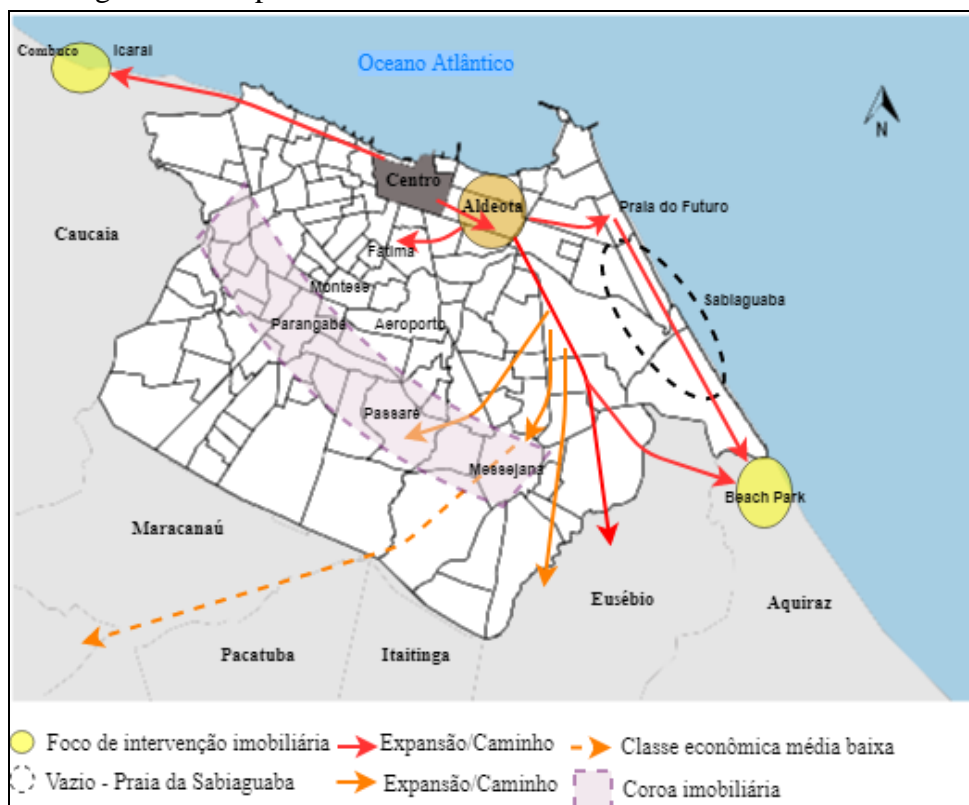 Combuco
Icaraí
Oceano Atlântico
N
Centro
Aldeota
Praia do Futuro
Caucaia
Fátima
Montese
Sabiaguaba
Parangaba
Aeroporto
Passaré
Messejana
Beach Park
Maracanaú
Eusébio
Aquiraz
Pacatuba
Itaitinga
Foco de intervenção imobiliária
Expansão/Caminho
Classe econômica média baixa
Vazio - Praia da Sabiaguaba
Expansão/Caminho
Coroa imobiliária